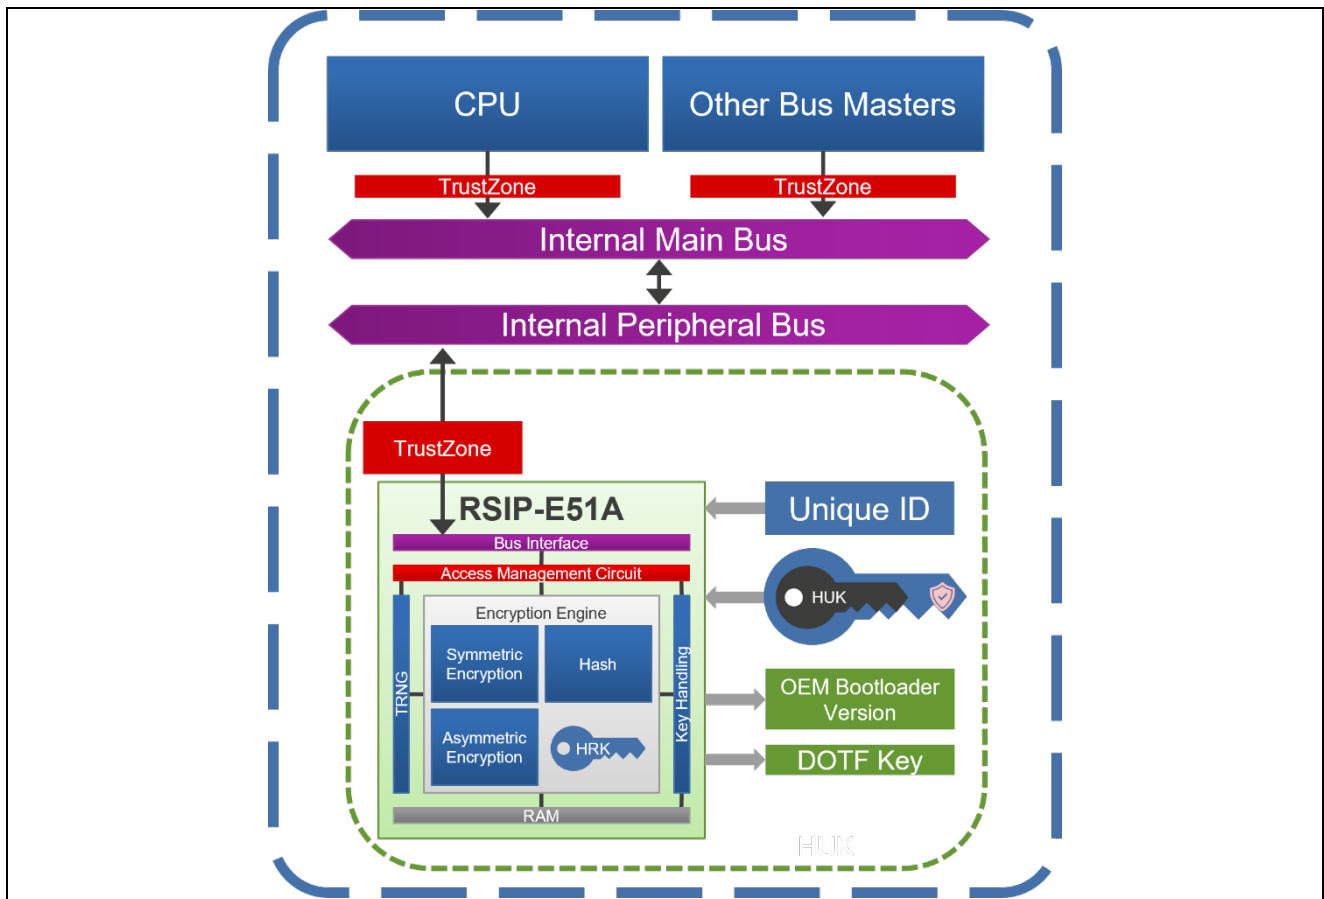 CPU
Other Bus Masters
TrustZone
TrustZone
Internal Main Bus
Internal Peripheral Bus
TrustZone
RSIP-E51A
Unique ID
Bus Interface
Access Management Circuit
HUK
Encryption Engine
Symmetric
Encryption
Hash
TRNG
Key Handling
Asymmetric
Encryption
HRK
OEM Bootloader
Version
DOTF Key
RAM
HUK